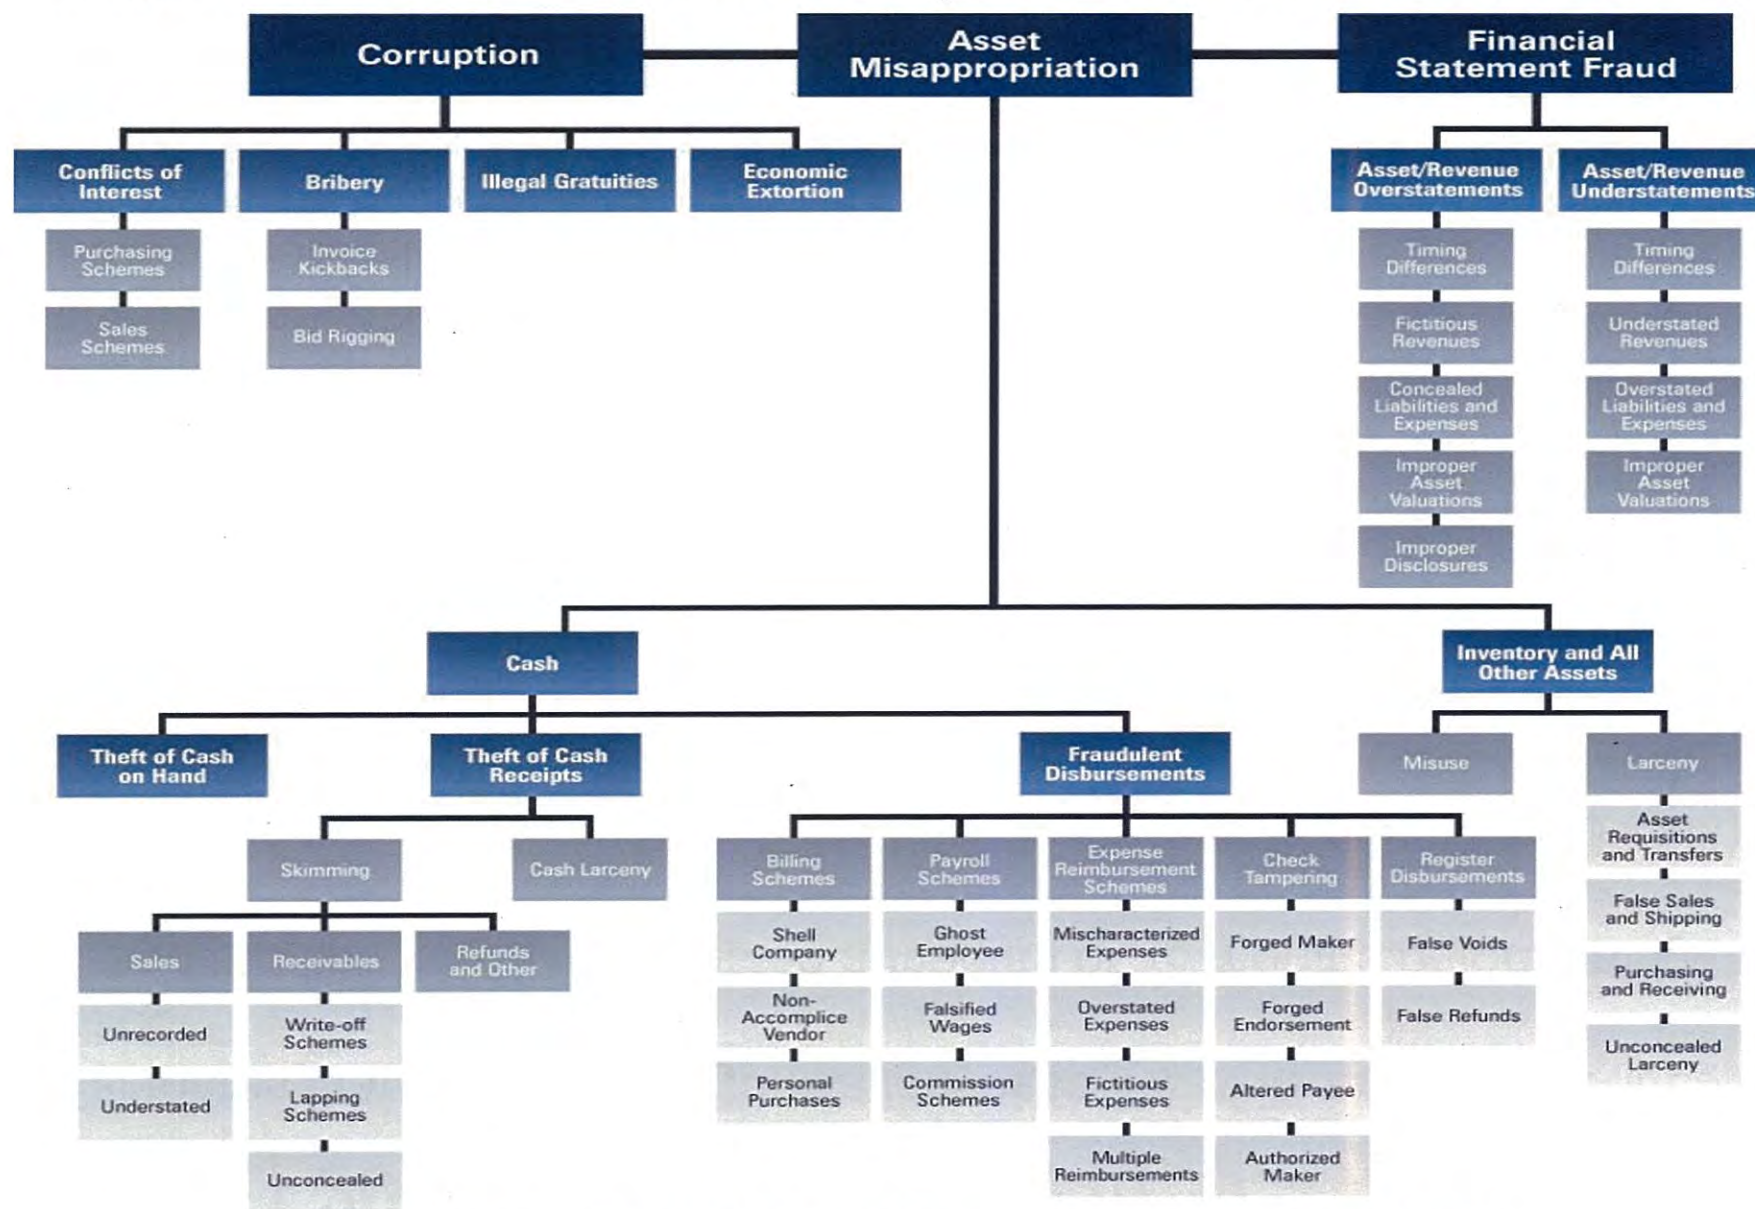 Corruption
Asset
Misappropriation
Financial
Statement Fraud
Conflicts of
Interest
Bribery
Illegal Gratuities
Economic
Extortion
Asset/Revenue
Overstatements
Asset/Revenue
Understatements
Purchasing
Schemes
Sales
Schemes
Invoice
Kickbacks
Bid Rigging
Timing
Differences
Fictitious
Revenues
Concealed
Liabilities and
Expenses
Improper
Asset
Valuations
Improper
Disclosures
Timing
Differences
Understated
Revenues
Overstated
Liabilities and
Expenses
Improper
Asset
Valuations
Cash
Inventory and All
Other Assets
Theft of Cash
on Hand
Theft of Cash
Receipts
Fraudulent
Disbursements
Misuse
Larceny
Skimming
Cash Larceny
Sales
Receivables
Refunds
and Other
Unrecorded
Understated
Write-off
Schemes
Lapping
Schemes
Unconcealed
Billing
Schemes
Shell
Company
Non-
Accomplice
Vendor
Personal
Purchases
Payroll
Schemes
Ghost
Employee
Falsified
Wages
Commission
Schemes
Expense
Reimbursement
Schemes
Mischaracterized
Expenses
Overstated
Expenses
Fictitious
Expenses
Multiple
Reimbursements
Check
Tampering
Forged Maker
Forged
Endorsement
Altered Payee
Authorized
Maker
Register
Disbursements
False Voids
False Refunds
Asset
Requisitions
and Transfers
False Sales
and Shipping
Purchasing
and Receiving
Unconcealed
Larceny